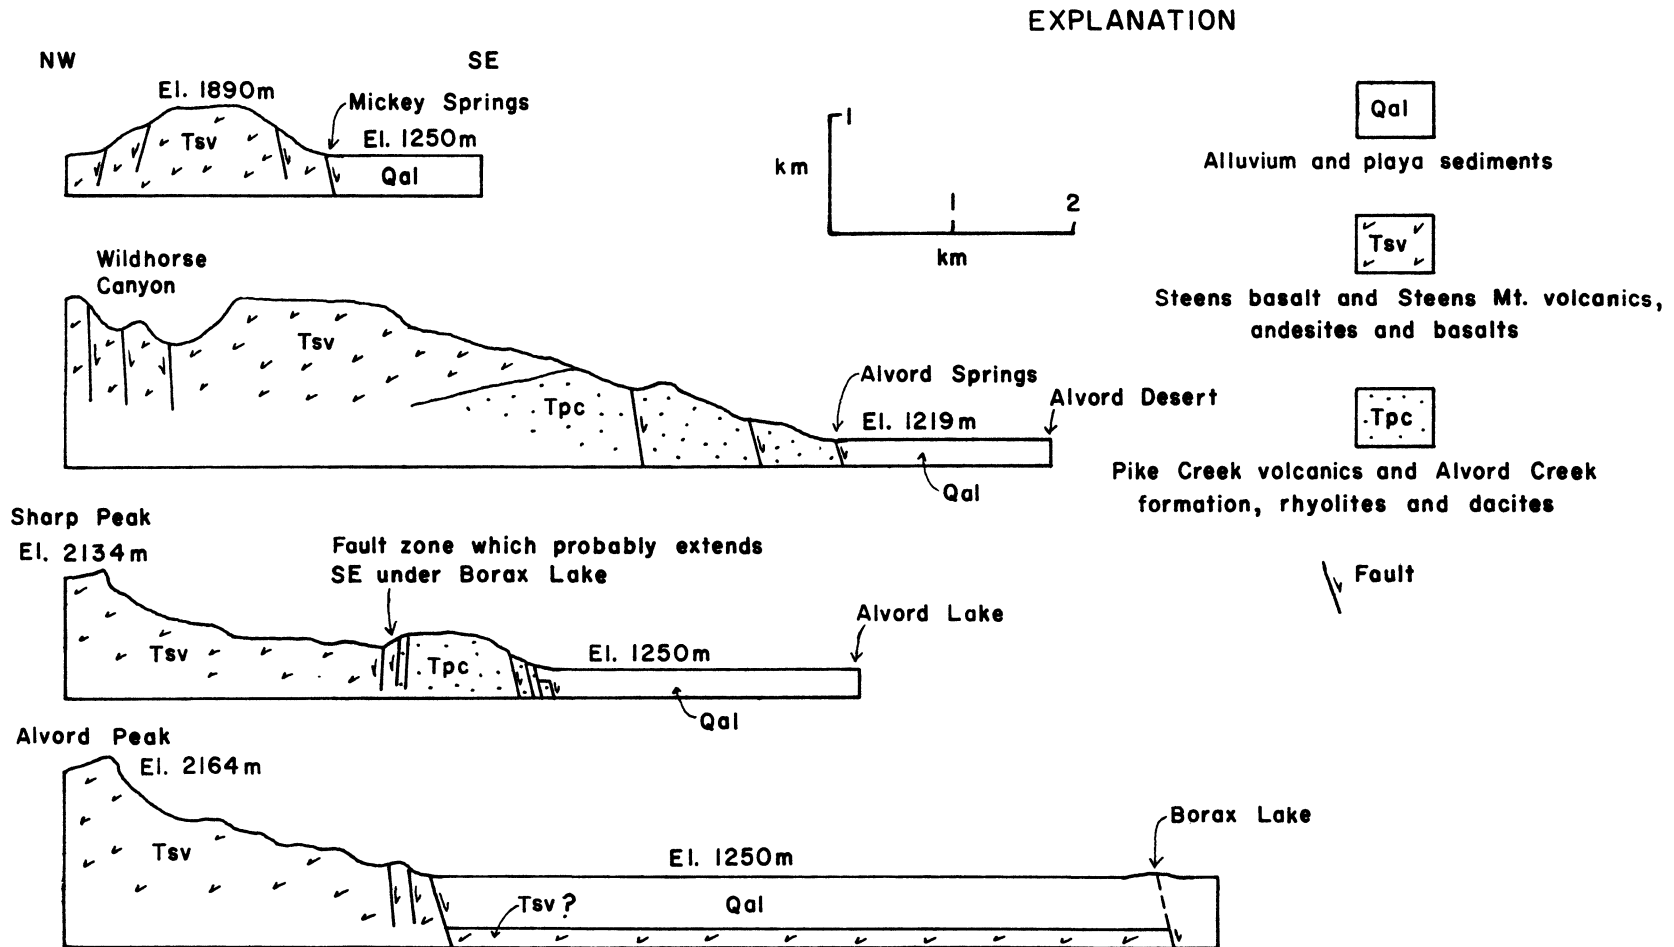 EXPLANATION
NW
SE
El. 1890m
Mickey Springs
Tsv
El. 1250m
Qal
1
km
1
2
km
Qal
Alluvium and playa sediments
Tsv
Steens basalt and Steens Mt. volcanics,
andesites and basalts
Tpc
Pike Creek volcanics and Alvord Creek
formation, rhyolites and dacites
Fault
Wildhorse
Canyon
Tsv
Tpc
Alvord Springs
El. 1219m
Alvord Desert
Qal
Sharp Peak
El. 2134m
Fault zone which probably extends
SE under Borax Lake
Tsv
Tpc
El. 1250m
Alvord Lake
Qal
Alvord Peak
El. 2164m
Tsv
El. 1250m
Borax Lake
Tsv?
Qal